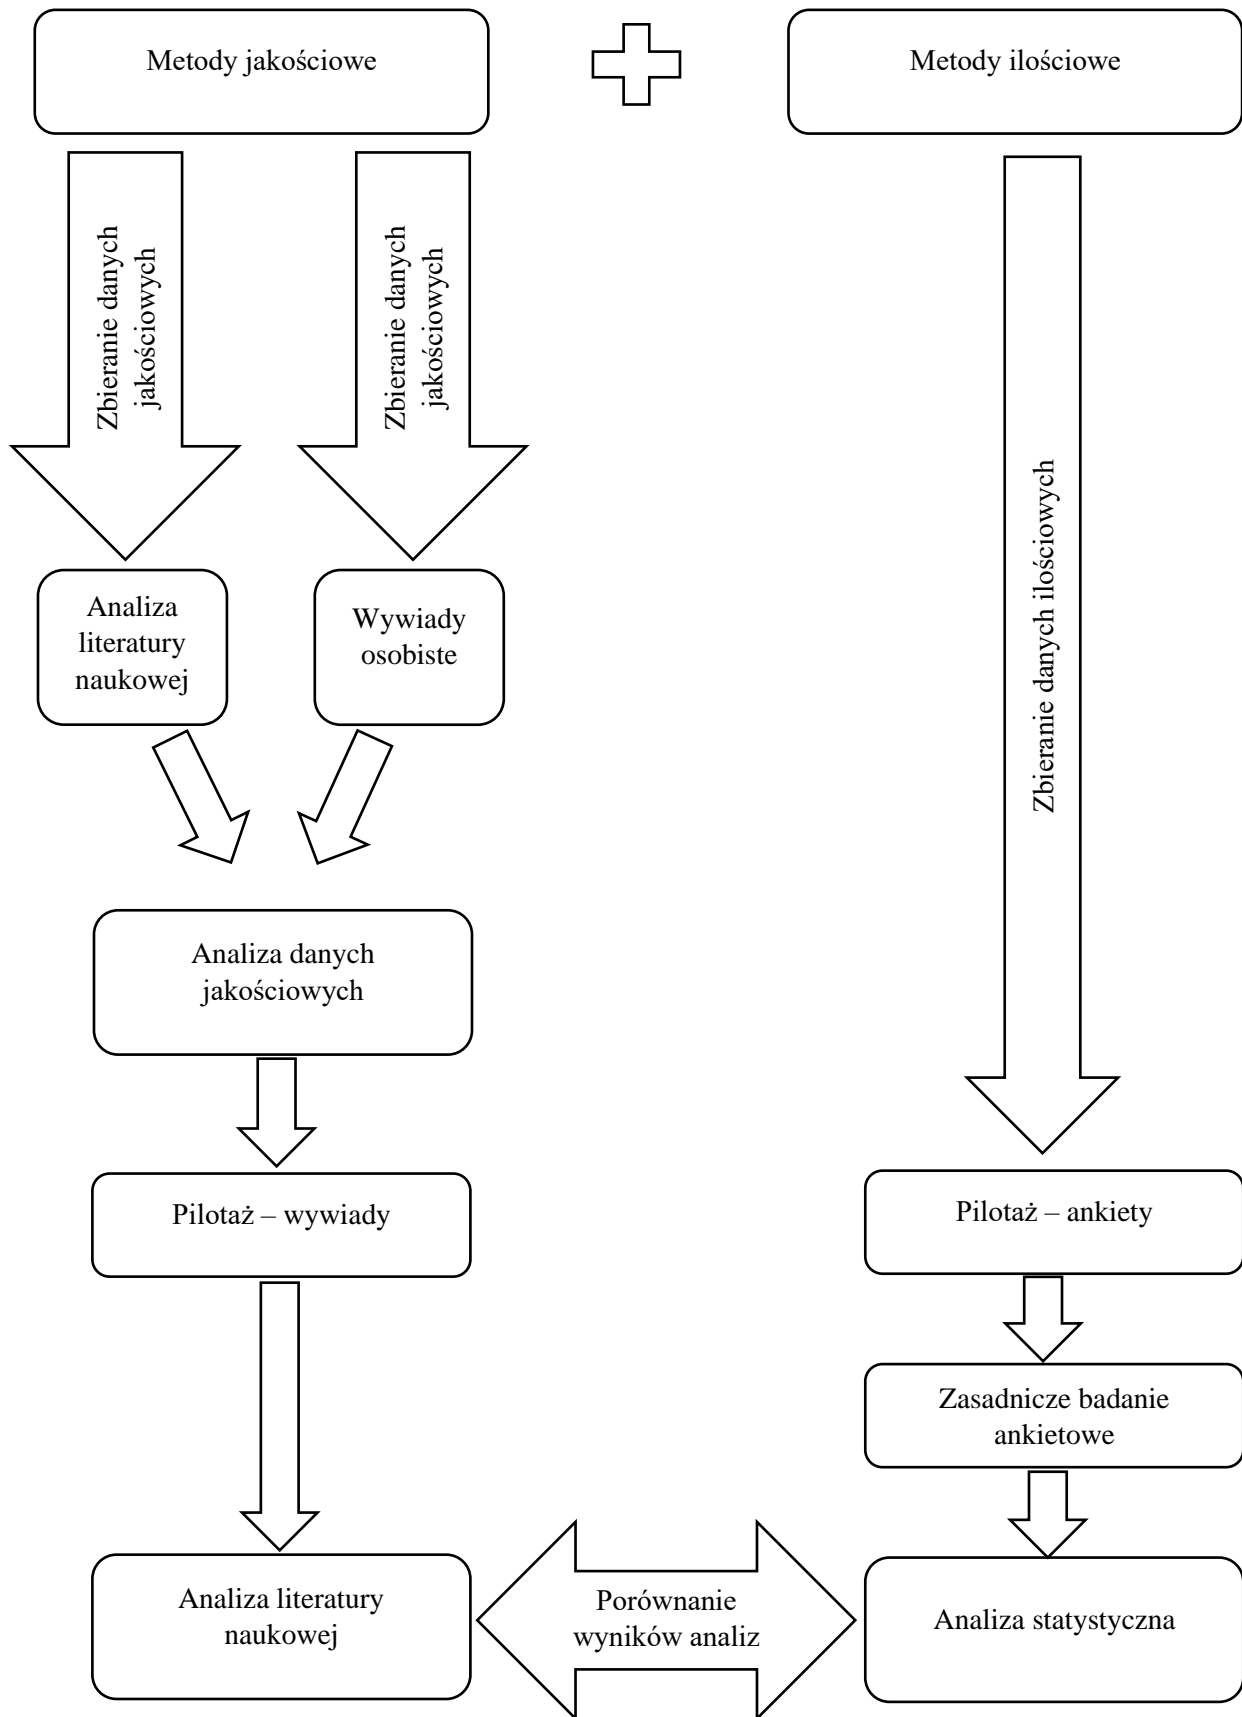 Metody jakościowe
Metody ilościowe
Zbieranie danych
jakościowych
Zbieranie danych
jakościowych
Zbieranie danych ilościowych
Analiza
literatury
naukowej
Wywiady
osobiste
Analiza danych
jakościowych
Pilotaż – wywiady
Pilotaż – ankiety
Zasadnicze badanie
ankietowe
Analiza literatury
naukowej
Porównanie
wyników analiz
Analiza statystyczna